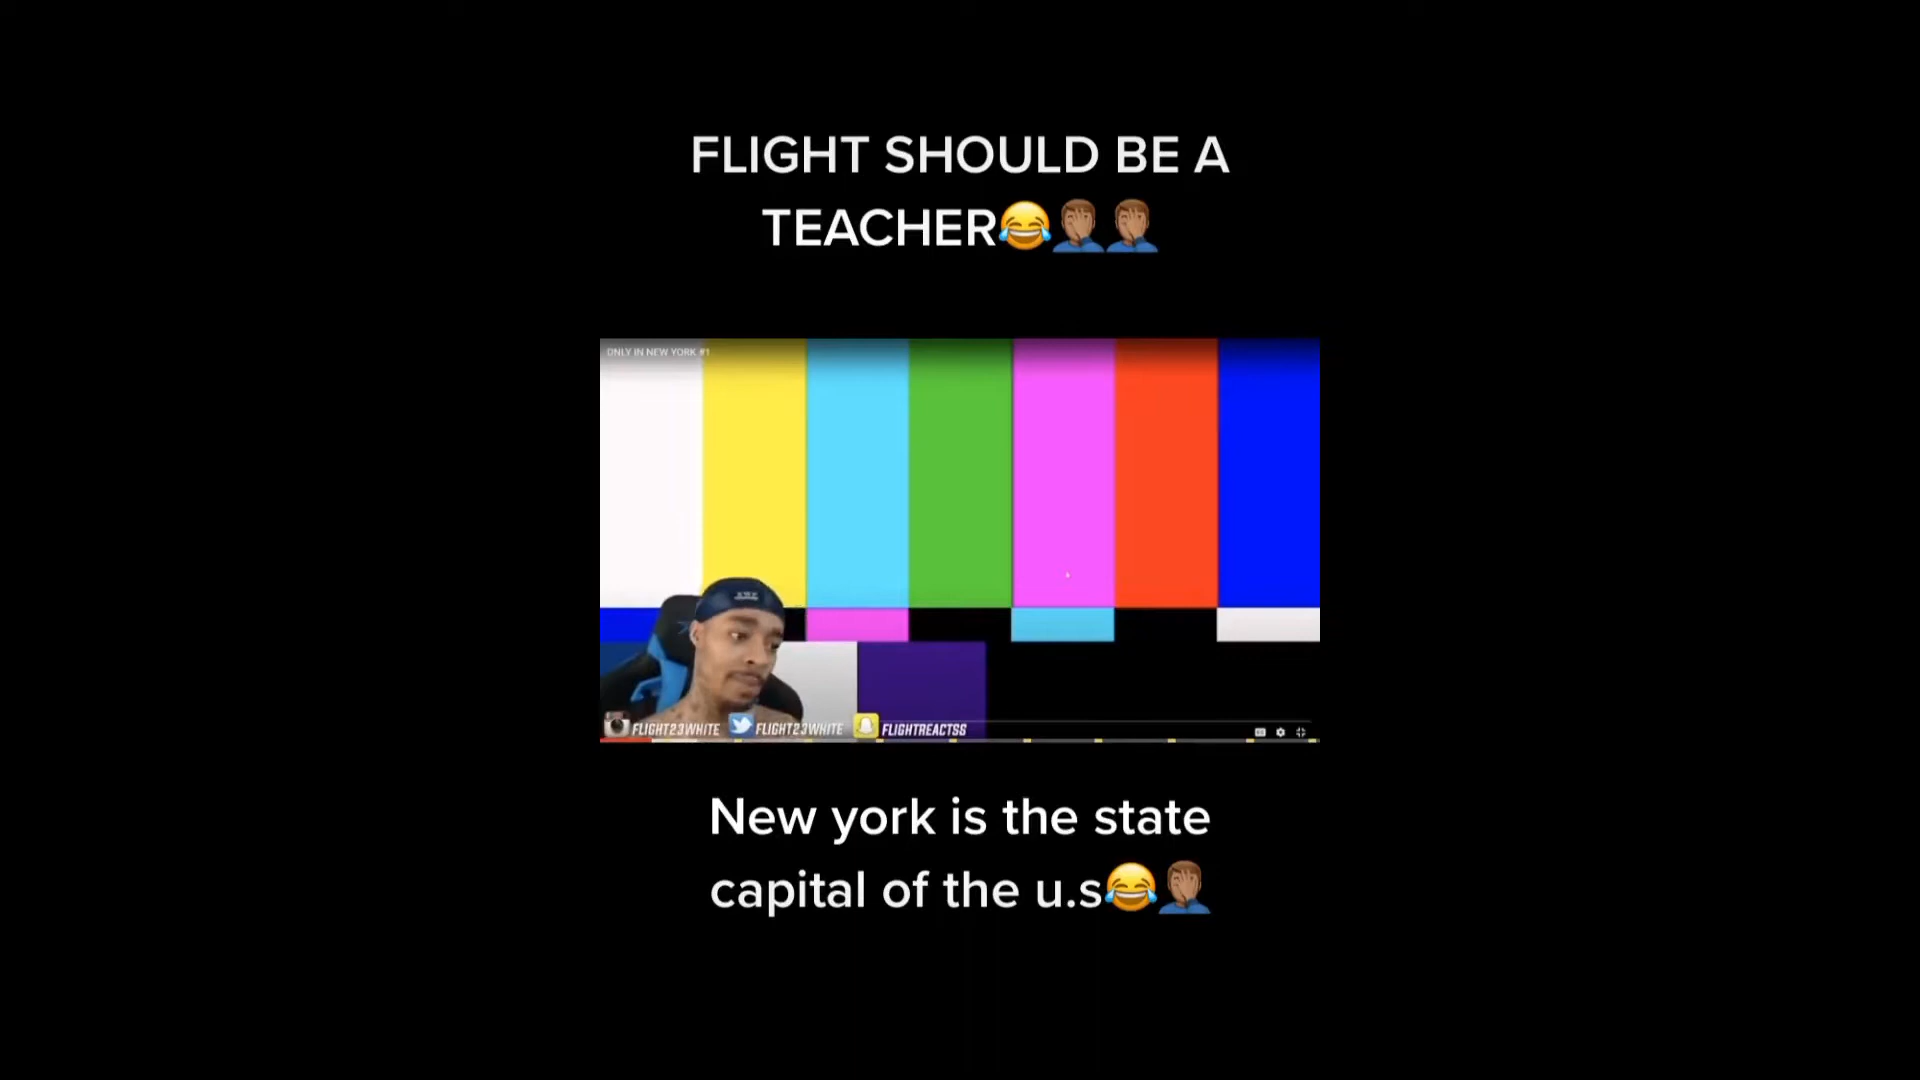 FLIGHT SHOULD BE A
TEACHER😂🤦🏽‍♂️🤦🏽‍♂️
ONLY IN NEW YORK #1
FLIGHT23WHITE FLIGHT23WHITE FLIGHTREACTSS
New york is the state
capital of the u.s😂🤦🏽‍♂️